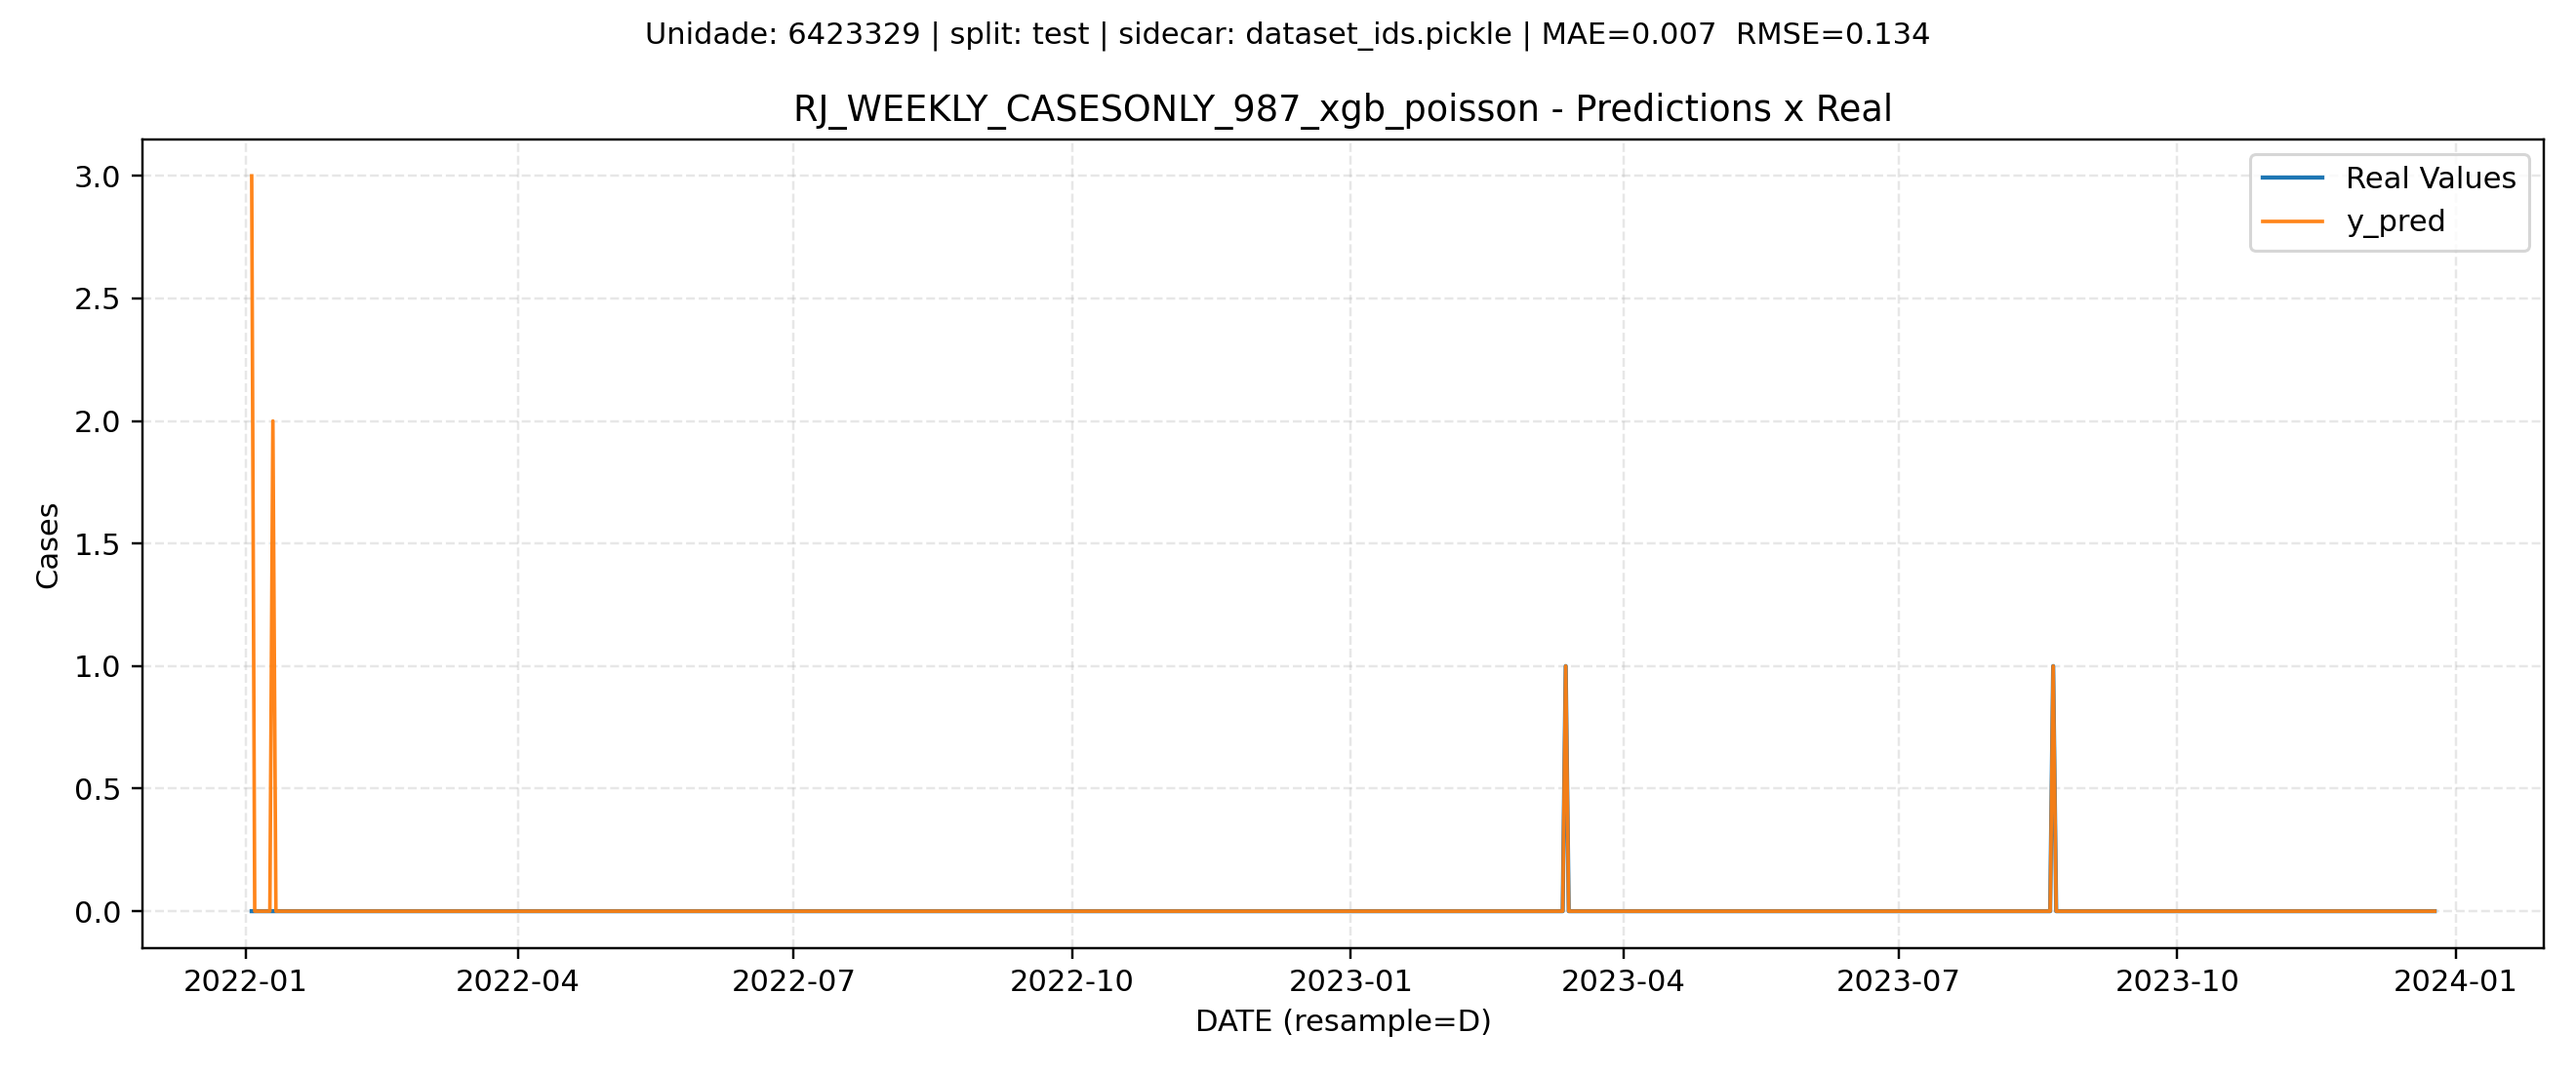 Unidade: 6423329 | split: test | sidecar: dataset_ids.pickle | MAE=0.007  RMSE=0.134
RJ_WEEKLY_CASESONLY_987_xgb_poisson - Predictions x Real
Real Values
y_pred
Cases
3.0
2.5
2.0
1.5
1.0
0.5
0.0
2022-01 2022-04 2022-07 2022-10 2023-01 2023-04 2023-07 2023-10 2024-01
DATE (resample=D)